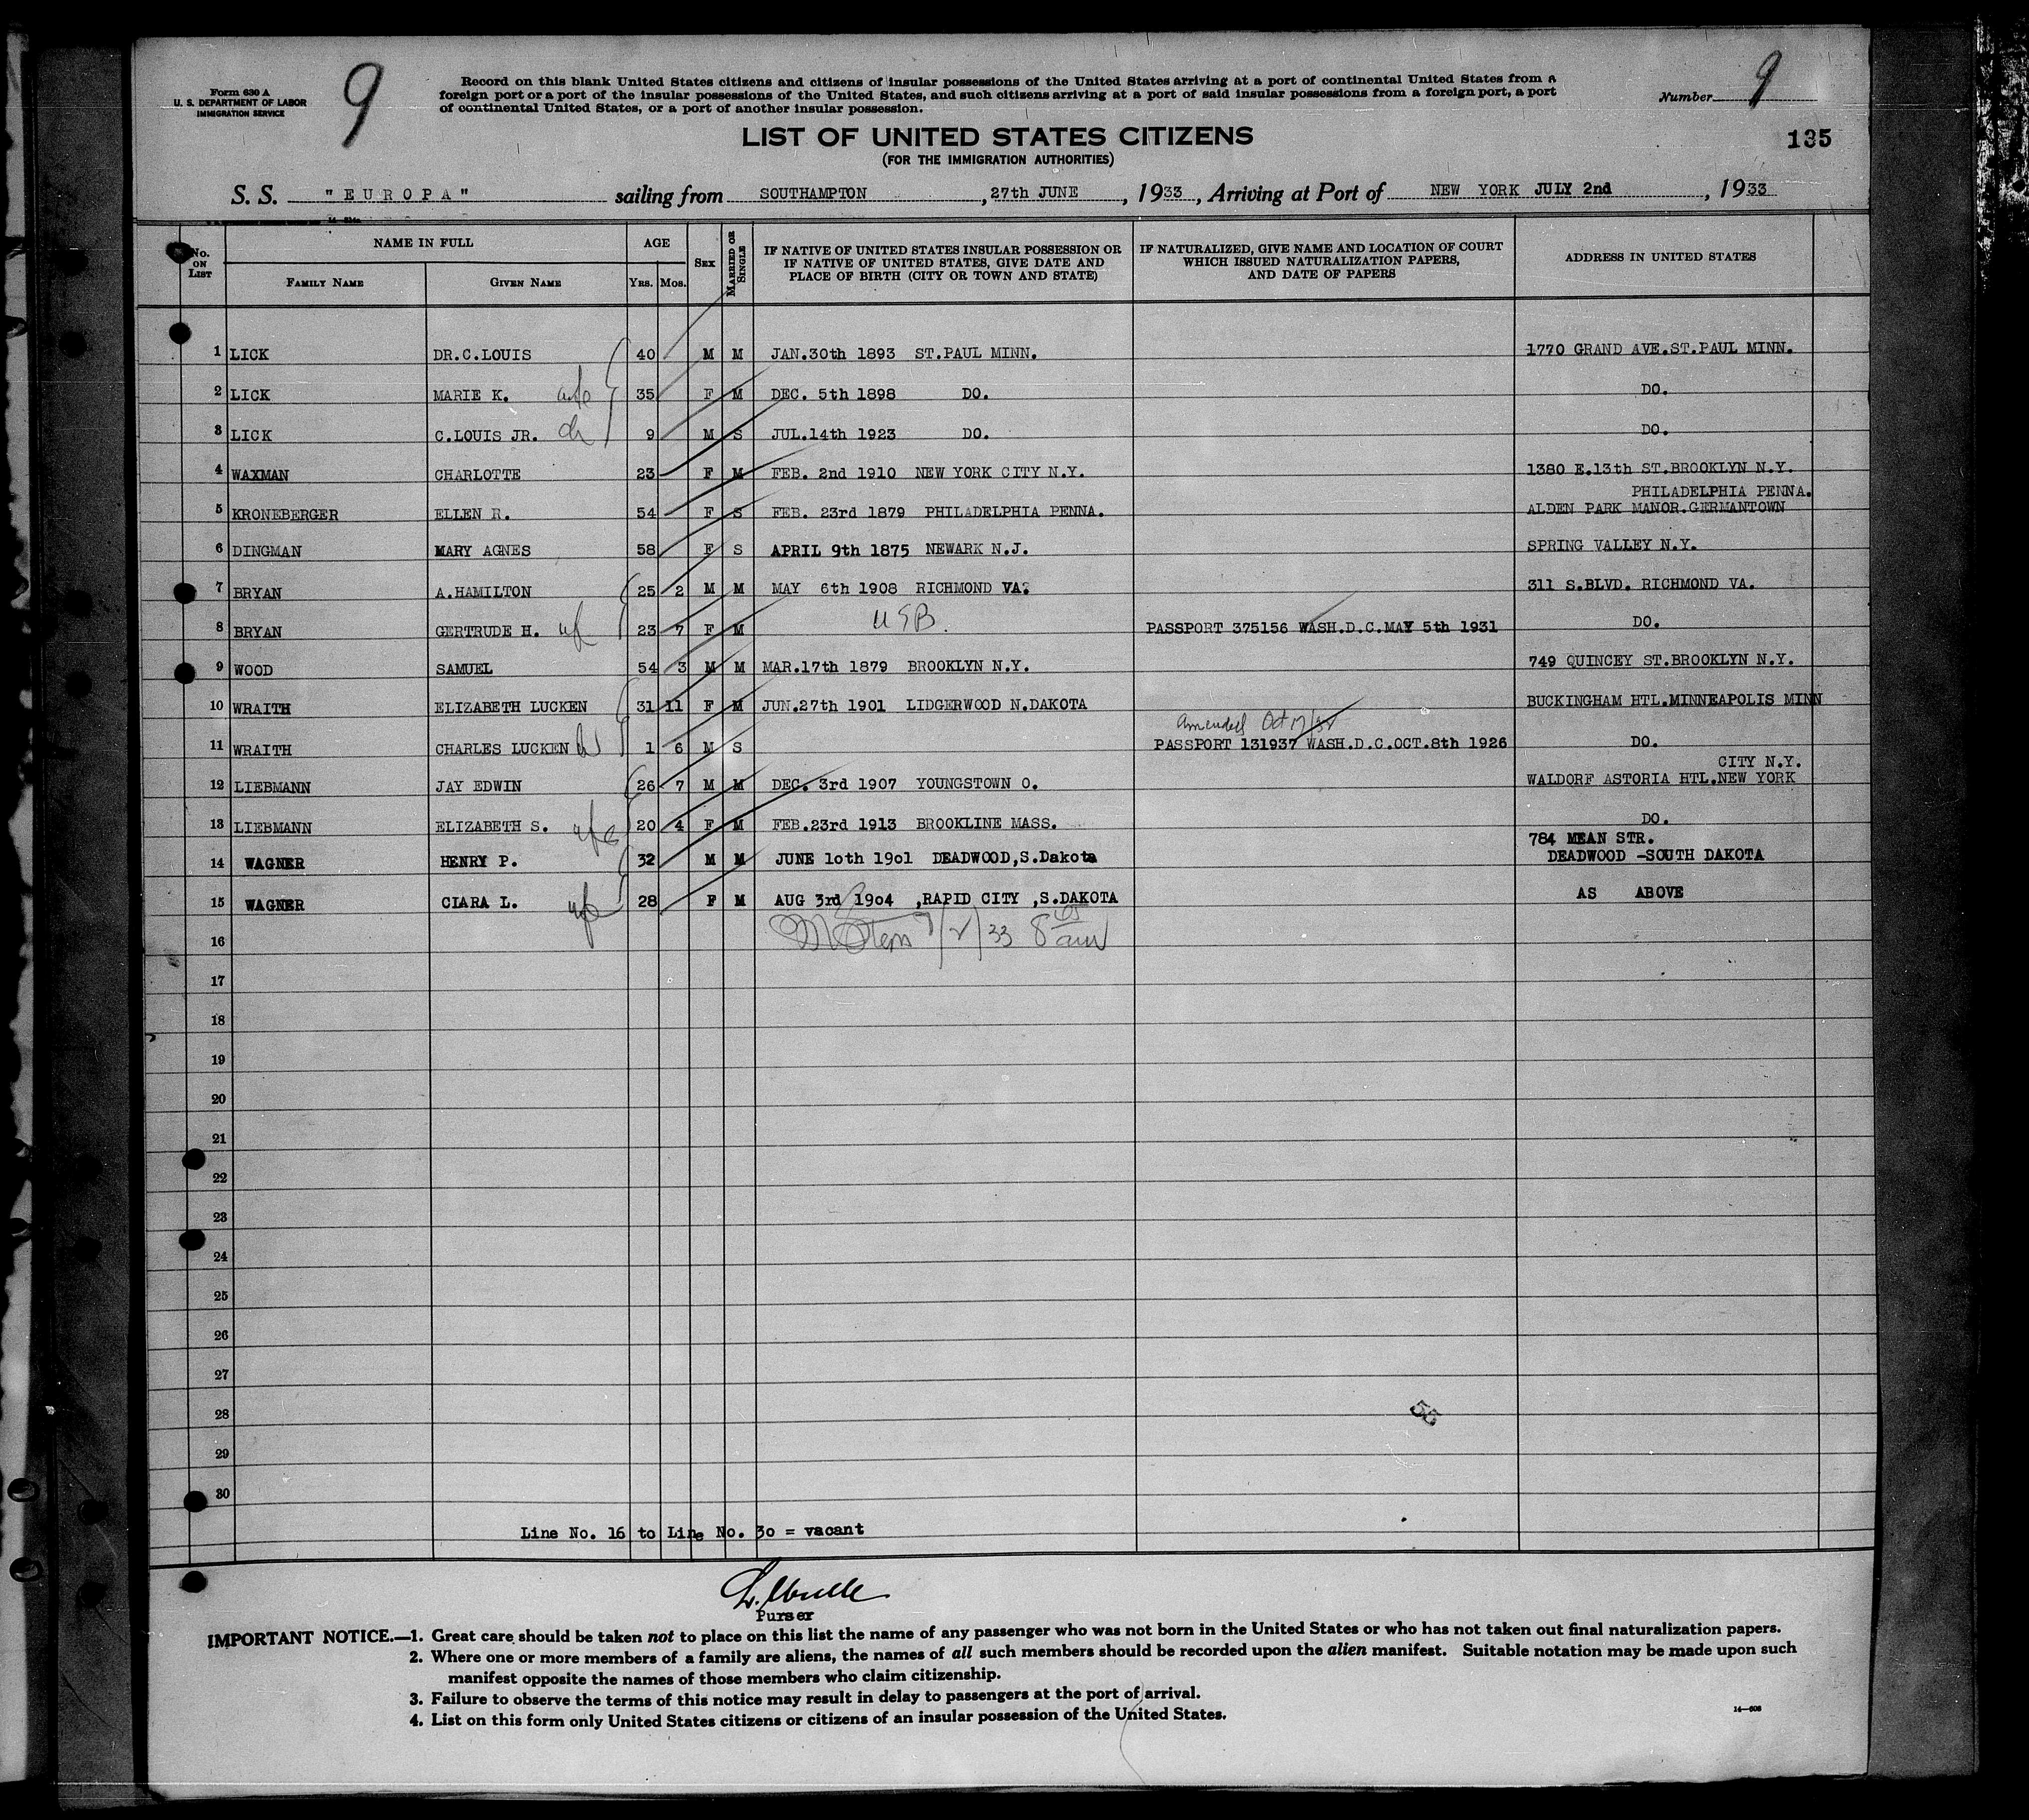 Form 630 A
U. S. DEPARTMENT OF LABOR
IMMIGRATION SERVICE
9
Record on this blank United States citizens and citizens of insular possessions of the United States arriving at a port of continental United States from a
foreign port or a port of the insular possessions of the United States, and such citizens arriving at a port of said insular possessions from a foreign port, a port
of continental United States, or a port of another insular possession.
Number 9
LIST OF UNITED STATES CITIZENS
(FOR THE IMMIGRATION AUTHORITIES)
135
S. S. "EUROPA" sailing from SOUTHAMPTON, 27th JUNE, 1933, Arriving at Port of NEW YORK JULY 2nd, 1933
No. ON LIST
NAME IN FULL
FAMILY NAME GIVEN NAME
AGE
YRS. MOS.
SEX
MARRIED OR SINGLE
IF NATIVE OF UNITED STATES INSULAR POSSESSION OR
IF NATIVE OF UNITED STATES, GIVE DATE AND
PLACE OF BIRTH (CITY OR TOWN AND STATE)
IF NATURALIZED, GIVE NAME AND LOCATION OF COURT
WHICH ISSUED NATURALIZATION PAPERS,
AND DATE OF PAPERS
ADDRESS IN UNITED STATES
1 LICK DR.C.LOUIS 40 M M JAN.30th 1893 ST.PAUL MINN. 1770 GRAND AVE.ST.PAUL MINN.
2 LICK MARIE K. wife 35 F M DEC. 5th 1898 DO. DO.
3 LICK C.LOUIS JR. ch 9 M S JUL.14th 1923 DO. DO.
4 WAXMAN CHARLOTTE 23 F M FEB. 2nd 1910 NEW YORK CITY N.Y. 1380 E.13th ST.BROOKLYN N.Y.
PHILADELPHIA PENNA.
5 KRONEBERGER ELLEN R. 54 F S FEB. 23rd 1879 PHILADELPHIA PENNA. ALDEN PARK MANOR.GERMANTOWN
6 DINGMAN MARY AGNES 58 F S APRIL 9th 1875 NEWARK N.J. SPRING VALLEY N.Y.
7 BRYAN A.HAMILTON 25 2 M M MAY 6th 1908 RICHMOND VA. 311 S.BLVD. RICHMOND VA.
8 BRYAN GERTRUDE H. wf 23 7 F M USB. PASSPORT 375156 WASH.D.C.MAY 5th 1931 DO.
9 WOOD SAMUEL 54 3 M M MAR.17th 1879 BROOKLYN N.Y. 749 QUINCEY ST.BROOKLYN N.Y.
10 WRAITH ELIZABETH LUCKEN 31 11 F M JUN.27th 1901 LIDGERWOOD N.DAKOTA BUCKINGHAM HTL.MINNEAPOLIS MINN
Amended Oct
11 WRAITH CHARLES LUCKEN 1 6 M S PASSPORT 131937 WASH.D.C.OCT.8th 1926 DO.
CITY N.Y.
12 LIEBMANN JAY EDWIN 26 7 M M DEC. 3rd 1907 YOUNGSTOWN O. WALDORF ASTORIA HTL.NEW YORK
13 LIEBMANN ELIZABETH S. wfe 20 4 F M FEB.23rd 1913 BROOKLINE MASS. DO.
784 MEAN STR.
14 WAGNER HENRY P. 32 M M JUNE 1oth 19o1 DEADWOOD,S.Dakota DEADWOOD -SOUTH DAKOTA
15 WAGNER CIARA L. wfe 28 F M AUG 3rd 19o4 ,RAPID CITY ,S.DAKOTA AS ABOVE
16 7/2/33 8 45 am
17
18
19
20
21
22
23
24
25
26
27
28 55
29
30
Line No. 16 to Line No. 3o = vacant
Purser
IMPORTANT NOTICE.—1. Great care should be taken not to place on this list the name of any passenger who was not born in the United States or who has not taken out final naturalization papers.
2. Where one or more members of a family are aliens, the names of all such members should be recorded upon the alien manifest. Suitable notation may be made upon such
manifest opposite the names of those members who claim citizenship.
3. Failure to observe the terms of this notice may result in delay to passengers at the port of arrival.
4. List on this form only United States citizens or citizens of an insular possession of the United States.
14—608